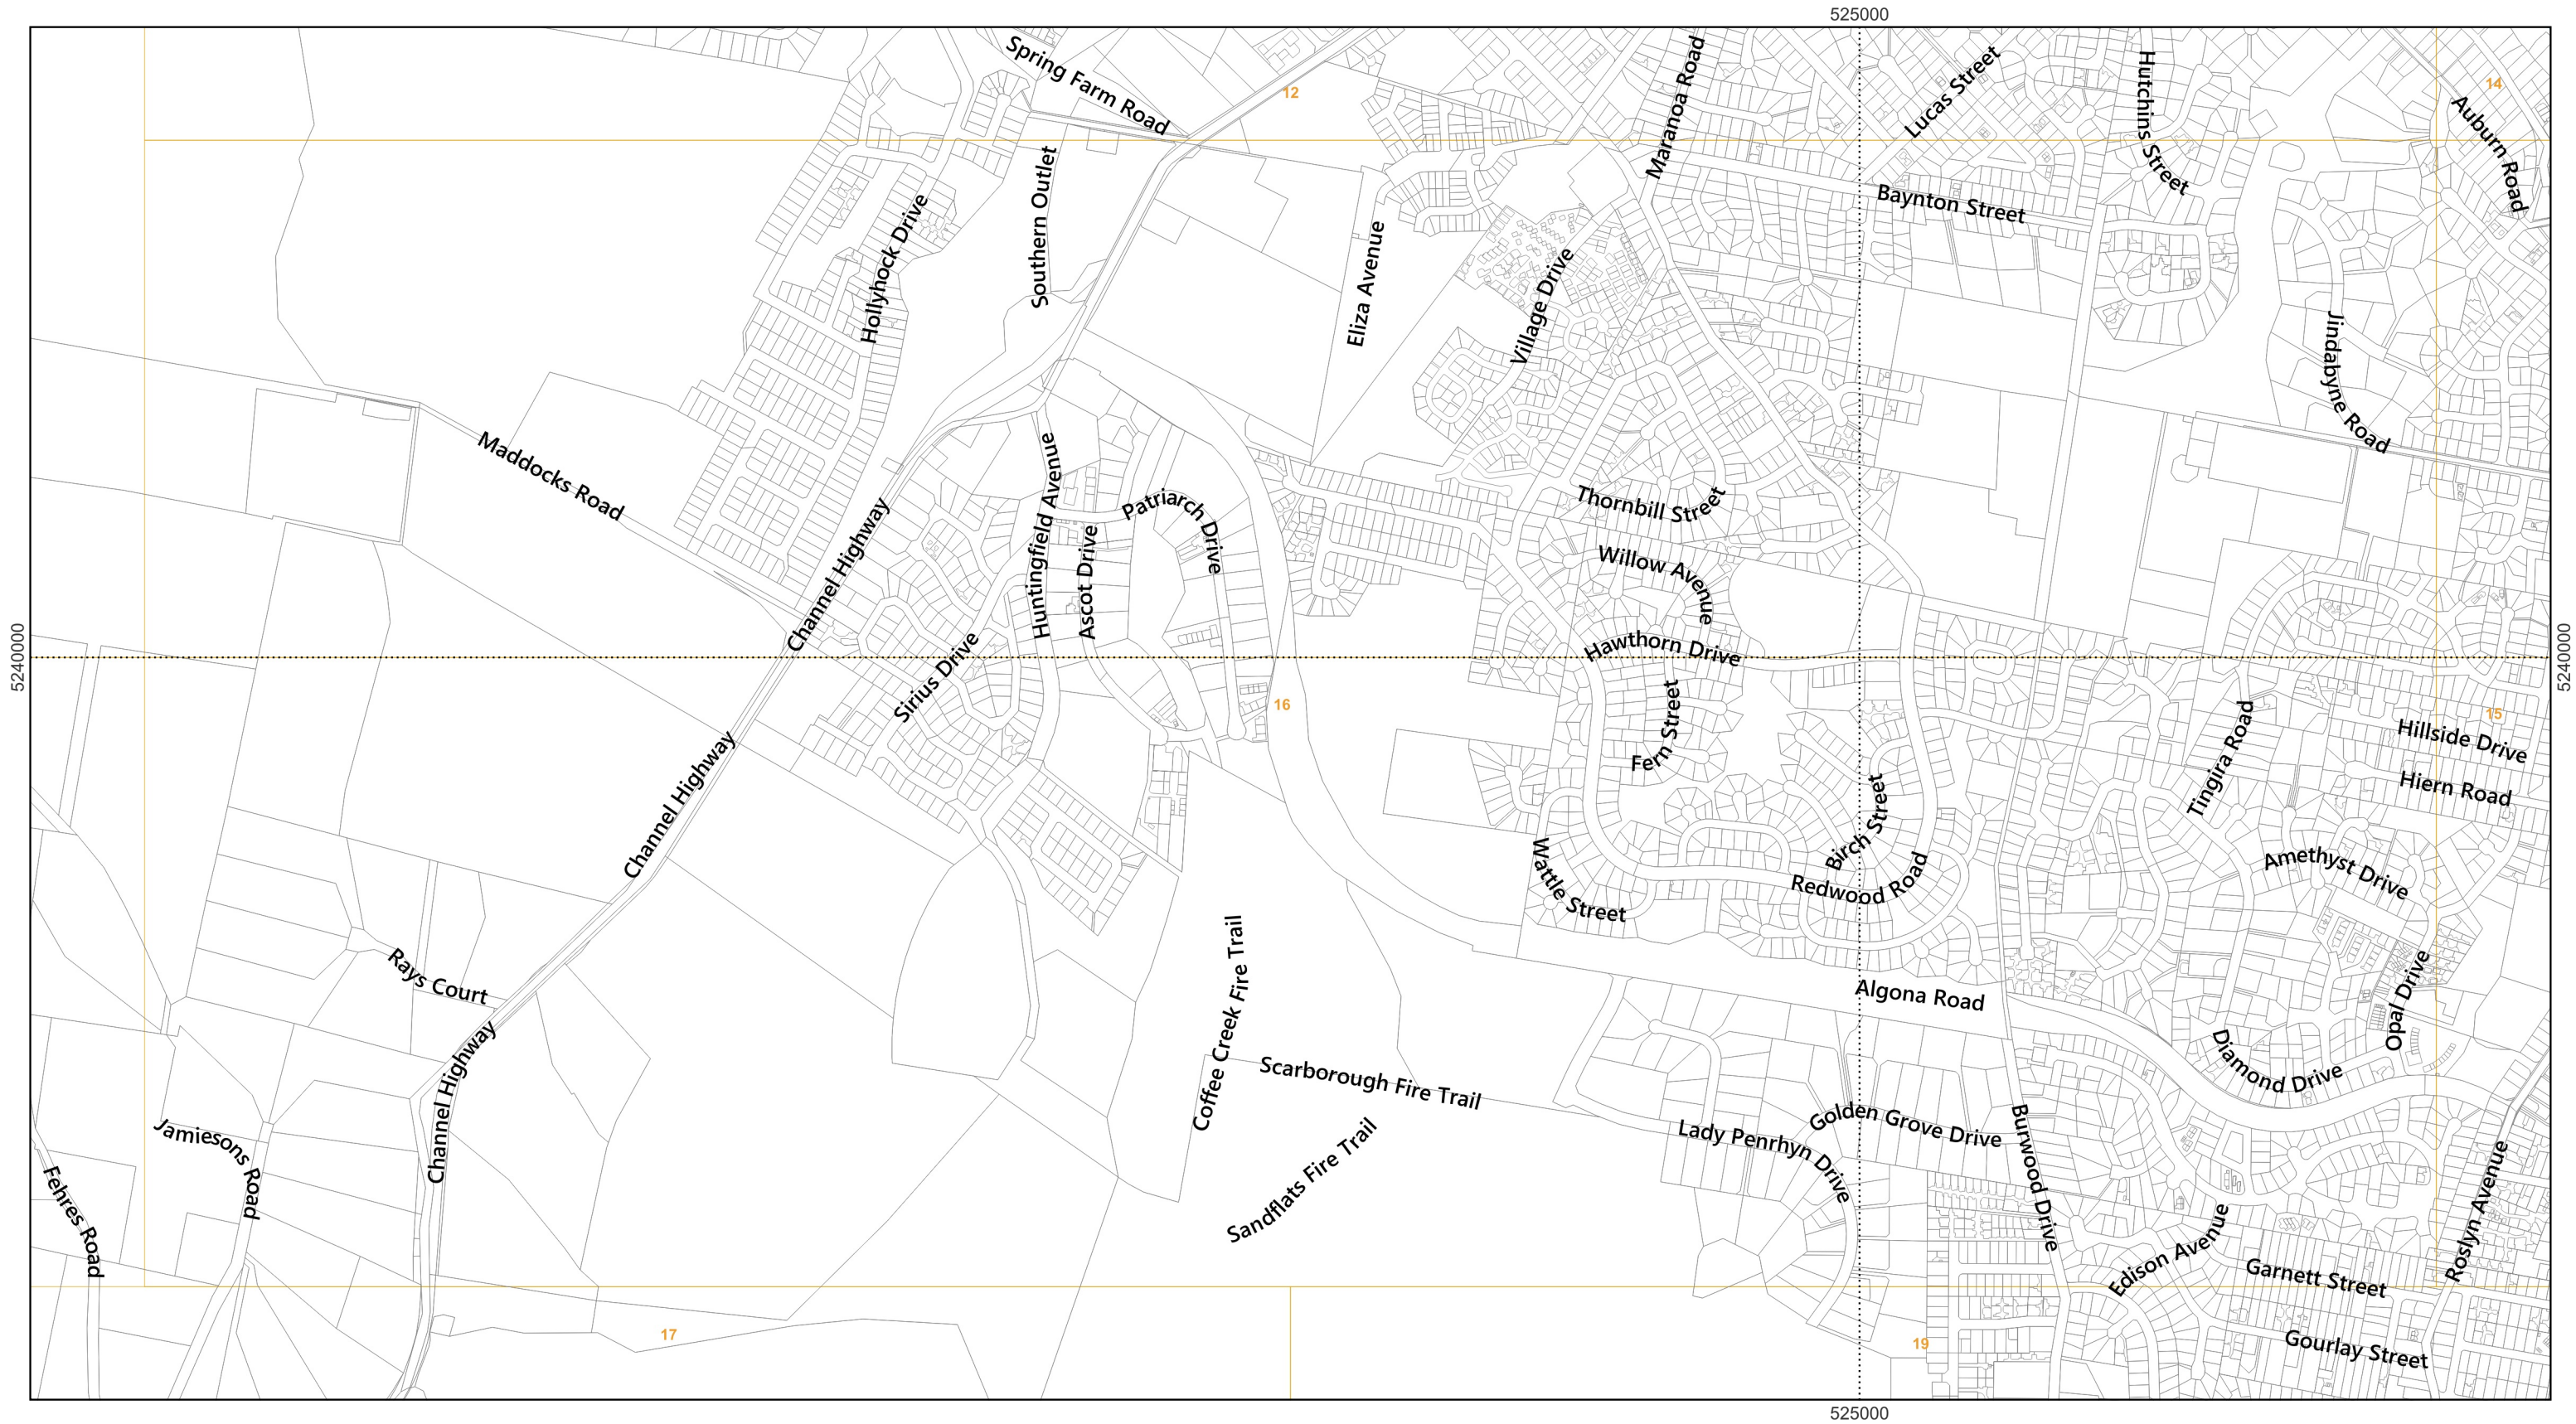 525000
Spring Farm Road
Maranoa Road
Lucas Street
Hutchins Street
14
12
Auburn Road
Southern Outlet
Baynton Street
Hollyhock Drive
Eliza Avenue
Village Drive
Jindabyne Road
Maddocks Road
Huntingfield Avenue
Patriarch Drive
Thornbill Street
Channel Highway
Ascot Drive
Willow Avenue
5240000
Hawthorn Drive
5240000
Sirius Drive
16
Fern Street
Tingira Road
15
Hillside Drive
Channel Highway
Hiern Road
Birch Street
Wattle Street
Redwood Road
Amethyst Drive
Rays Court
Coffee Creek Fire Trail
Algona Road
Opal Drive
Channel Highway
Scarborough Fire Trail
Diamond Drive
Jamiesons Road
Sandflats Fire Trail
Lady Penrhyn Drive
Golden Grove Drive
Burwood Drive
Fehres Road
Edison Avenue
Roslyn Avenue
Garnett Street
17
19
Gourlay Street
525000